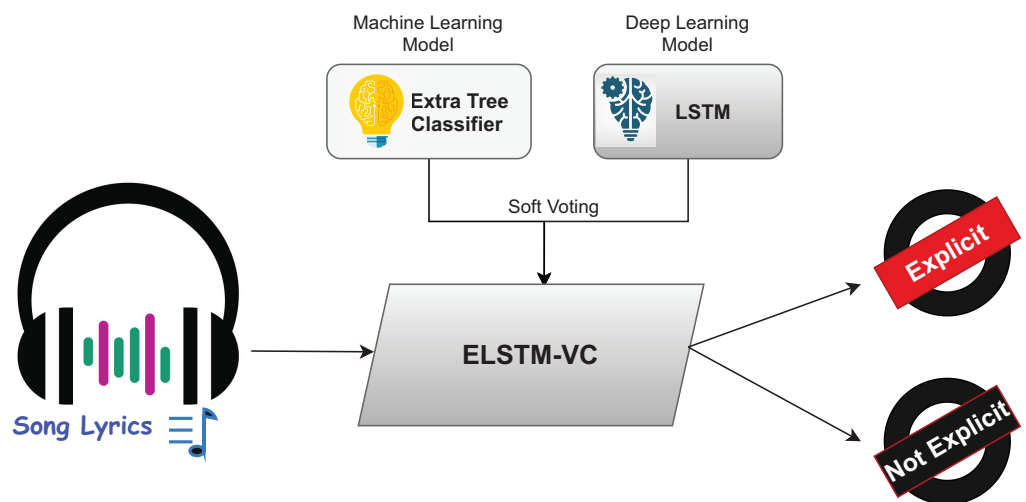 Machine Learning
Model
Deep Learning
Model
Extra Tree
Classifier
LSTM
Soft Voting
Explicit
ELSTM-VC
Song Lyrics
Not Explicit